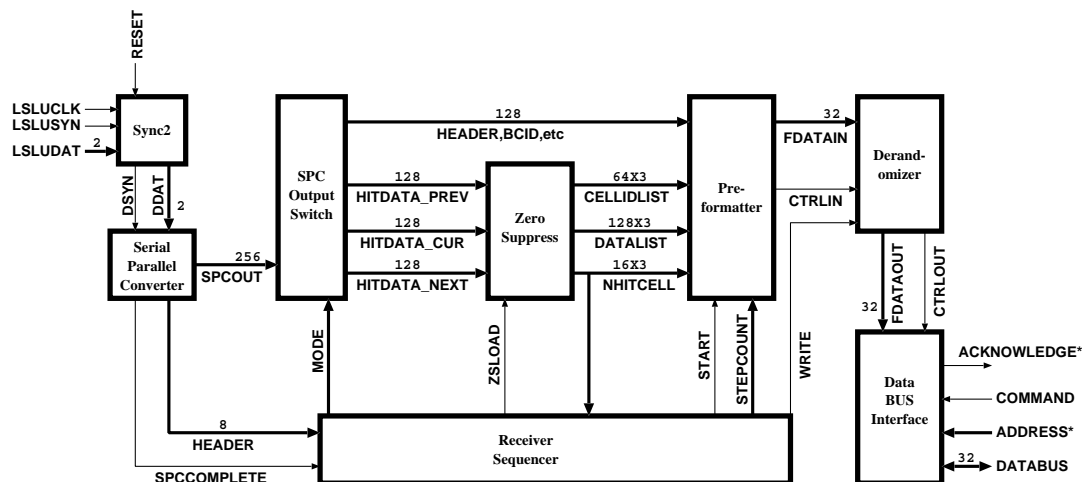 RESET
LSLUCLK
LSLUSYN
LSLUDAT
2
Sync2
DSYN
DDAT
2
Serial
Parallel
Converter
256
SPCOUT
SPC
Output
Switch
128
HEADER,BCID,etc
128
HITDATA_PREV
128
HITDATA_CUR
128
HITDATA_NEXT
Zero
Suppress
64X3
CELLIDLIST
128X3
DATALIST
16X3
NHITCELL
Pre-
formatter
32
FDATAIN
CTRLIN
Derand-
omizer
32
FDATAOUT
CTRLOUT
MODE
ZSLOAD
START
STEPCOUNT
WRITE
8
HEADER
SPCCOMPLETE
Receiver
Sequencer
Data
BUS
Interface
ACKNOWLEDGE*
COMMAND
ADDRESS*
32
DATABUS